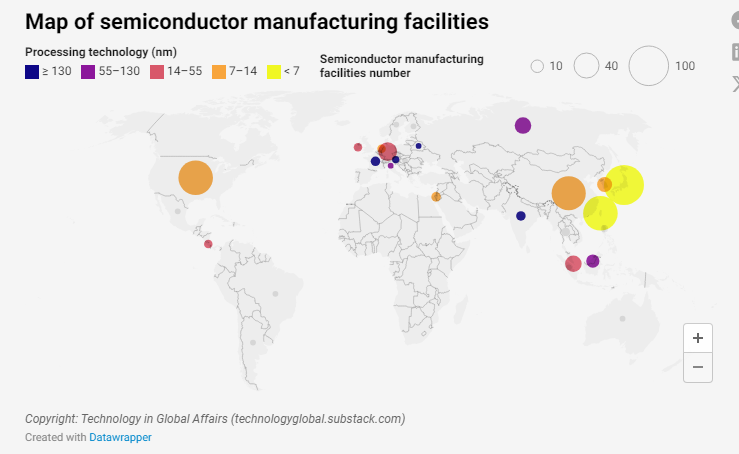 Map of semiconductor manufacturing facilities
Processing technology (nm)
≥ 130 55–130 14–55 7–14 < 7
Semiconductor manufacturing
facilities number
10 40 100
+
−
Copyright: Technology in Global Affairs (technologyglobal.substack.com)
Created with Datawrapper